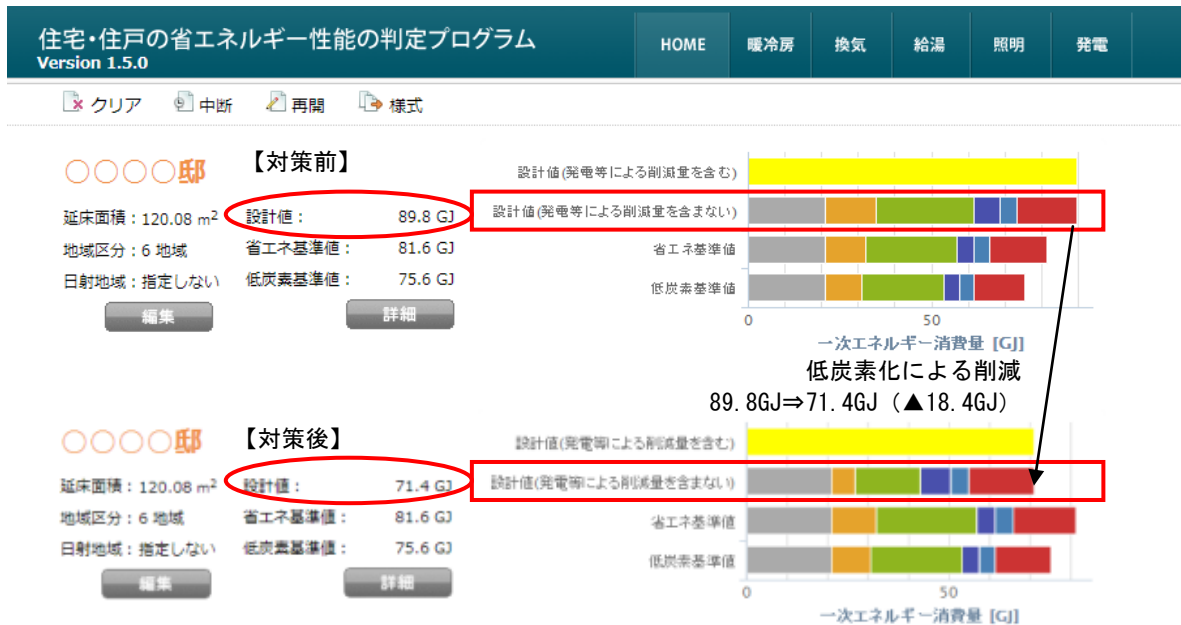 住宅・住戸の省エネルギー性能の判定プログラム
Version 1.5.0
HOME 暖冷房 換気 給湯 照明 発電
クリア 中断 再開 様式
〇〇〇〇邸 【対策前】
延床面積：120.08 m²
地域区分：6 地域
日射地域：指定しない
編集
設計値： 89.8 GJ
省エネ基準値： 81.6 GJ
低炭素基準値： 75.6 GJ
詳細
設計値(発電等による削減量を含む)
設計値(発電等による削減量を含まない)
省エネ基準値
低炭素基準値
0 50
一次エネルギー消費量 [GJ]
低炭素化による削減
89.8GJ⇒71.4GJ（▲18.4GJ）
〇〇〇〇邸 【対策後】
延床面積：120.08 m²
地域区分：6 地域
日射地域：指定しない
編集
設計値： 71.4 GJ
省エネ基準値： 81.6 GJ
低炭素基準値： 75.6 GJ
詳細
設計値(発電等による削減量を含む)
設計値(発電等による削減量を含まない)
省エネ基準値
低炭素基準値
0 50
一次エネルギー消費量 [GJ]